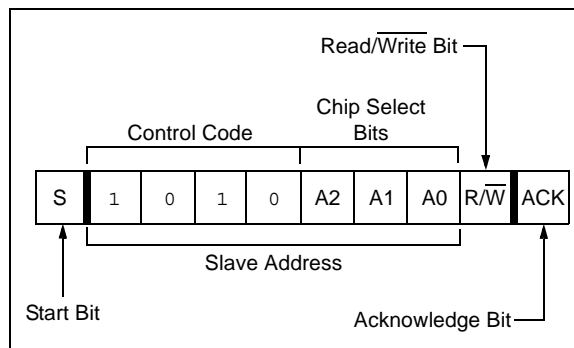 Read/Write Bit
Chip Select
Bits
Control Code
S 1 0 1 0 A2 A1 A0 R/W ACK
Slave Address
Start Bit
Acknowledge Bit